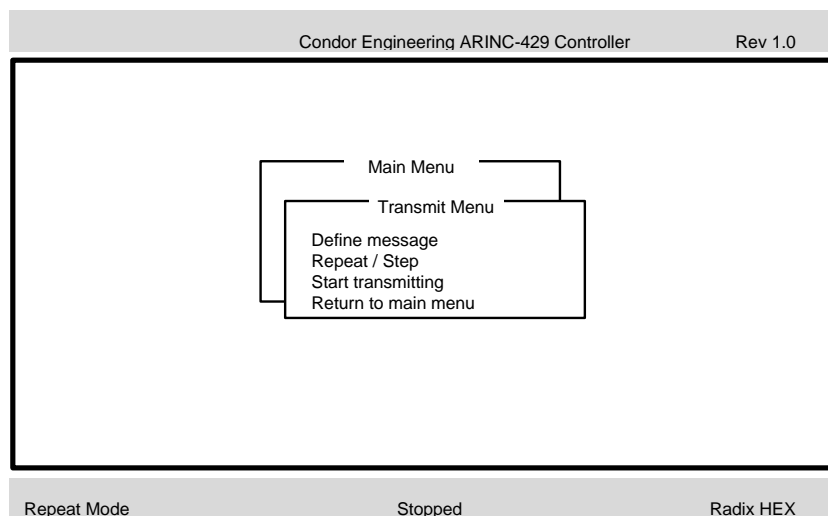 Condor Engineering ARINC-429 Controller Rev 1.0
Main Menu
Transmit Menu
Define message
Repeat / Step
Start transmitting
Return to main menu
Repeat Mode Stopped Radix HEX